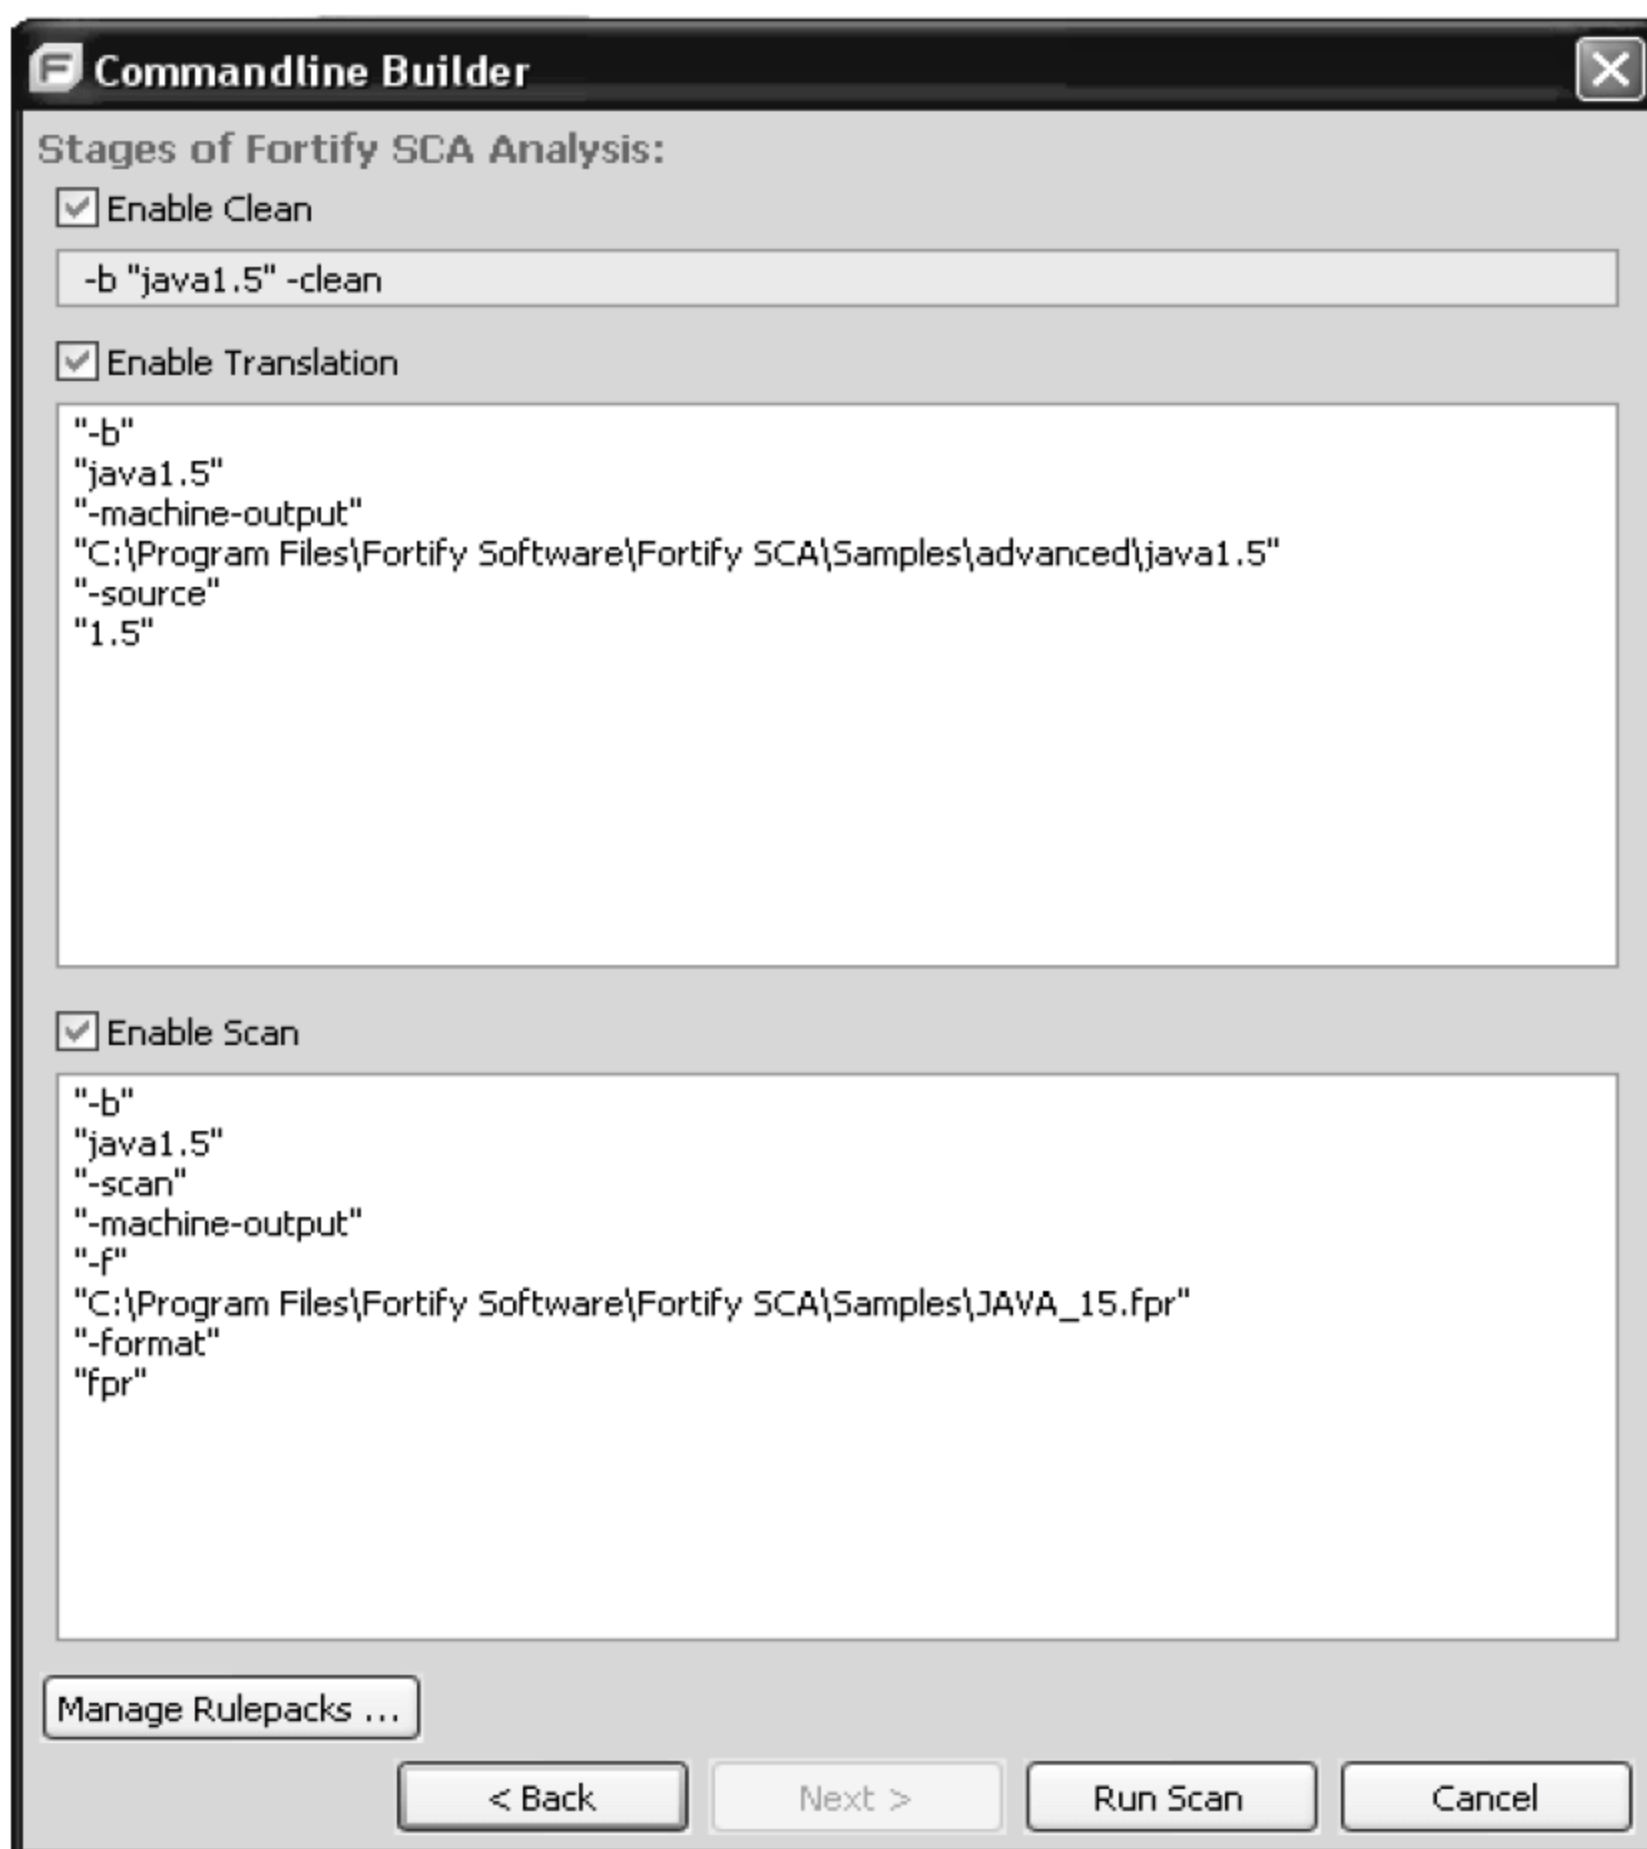 Commandline Builder
Stages of Fortify SCA Analysis:
Enable Clean
-b "java1.5" -clean
Enable Translation
"-b"
"java1.5"
"-machine-output"
"C:\Program Files\Fortify Software\Fortify SCA\Samples\advanced\java1.5"
"-source"
"1.5"
Enable Scan
"-b"
"java1.5"
"-scan"
"-machine-output"
"-f"
"C:\Program Files\Fortify Software\Fortify SCA\Samples\JAVA_15.fpr"
"-format"
"fpr"
Manage Rulepacks ...
< Back Next > Run Scan Cancel